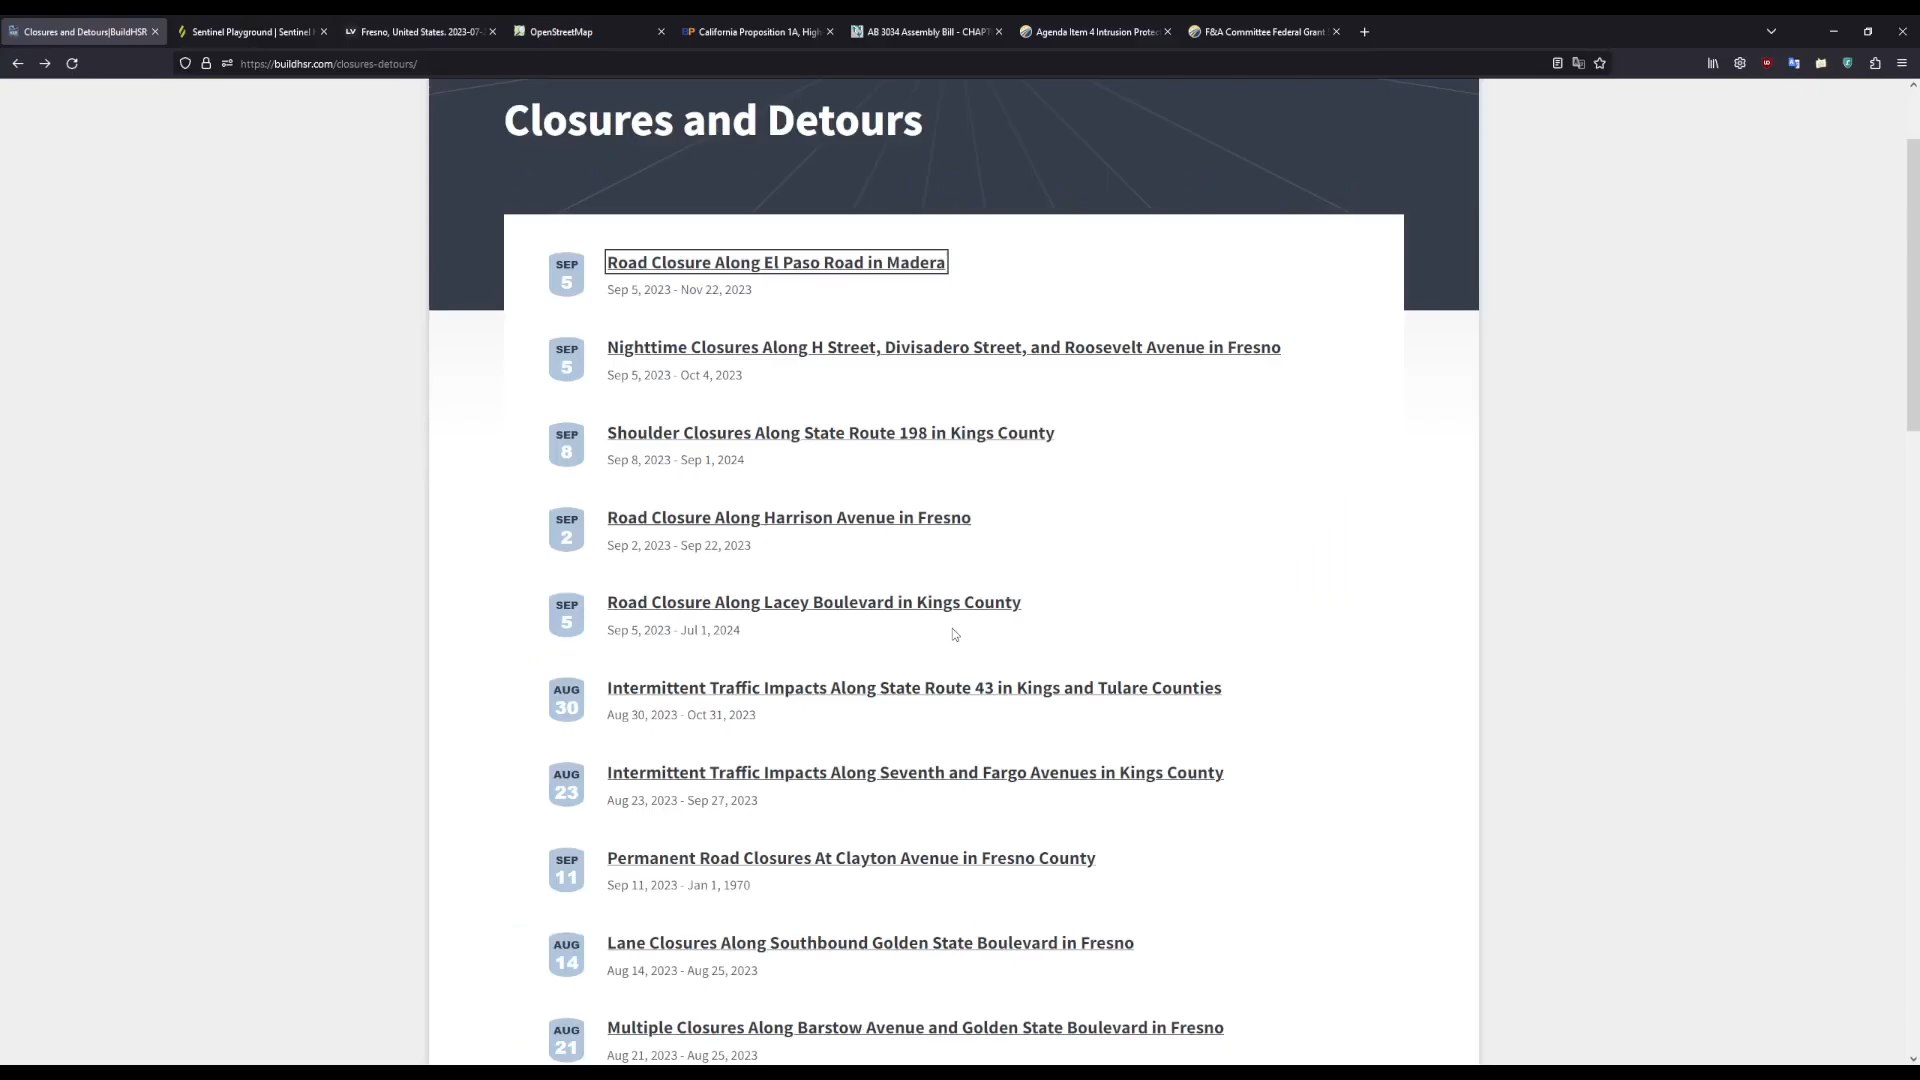 Closures and Detours|BuildHSR
Sentinel Playground | Sentinel
Fresno, United States. 2023-07-
OpenStreetMap
California Proposition 1A, High-
AB 3034 Assembly Bill - CHAPT
Agenda Item 4 Intrusion Protec
F&A Committee Federal Grant
https://buildhsr.com/closures-detours/
Closures and Detours
SEP
5
Road Closure Along El Paso Road in Madera
Sep 5, 2023 - Nov 22, 2023
SEP
5
Nighttime Closures Along H Street, Divisadero Street, and Roosevelt Avenue in Fresno
Sep 5, 2023 - Oct 4, 2023
SEP
8
Shoulder Closures Along State Route 198 in Kings County
Sep 8, 2023 - Sep 1, 2024
SEP
2
Road Closure Along Harrison Avenue in Fresno
Sep 2, 2023 - Sep 22, 2023
SEP
5
Road Closure Along Lacey Boulevard in Kings County
Sep 5, 2023 - Jul 1, 2024
AUG
30
Intermittent Traffic Impacts Along State Route 43 in Kings and Tulare Counties
Aug 30, 2023 - Oct 31, 2023
AUG
23
Intermittent Traffic Impacts Along Seventh and Fargo Avenues in Kings County
Aug 23, 2023 - Sep 27, 2023
SEP
11
Permanent Road Closures At Clayton Avenue in Fresno County
Sep 11, 2023 - Jan 1, 1970
AUG
14
Lane Closures Along Southbound Golden State Boulevard in Fresno
Aug 14, 2023 - Aug 25, 2023
AUG
21
Multiple Closures Along Barstow Avenue and Golden State Boulevard in Fresno
Aug 21, 2023 - Aug 25, 2023